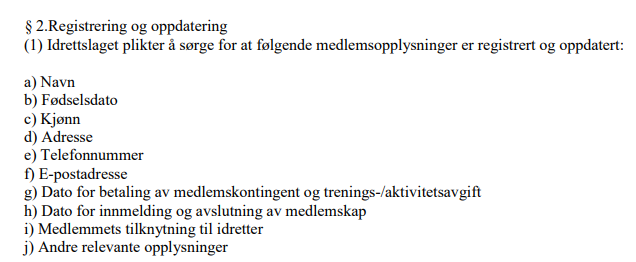 § 2.Registrering og oppdatering
(1) Idrettslaget plikter å sørge for at følgende medlemsopplysninger er registrert og oppdatert:
a) Navn
b) Fødselsdato
c) Kjønn
d) Adresse
e) Telefonnummer
f) E-postadresse
g) Dato for betaling av medlemskontingent og trenings-/aktivitetsavgift
h) Dato for innmelding og avslutning av medlemskap
i) Medlemmets tilknytning til idretter
j) Andre relevante opplysninger